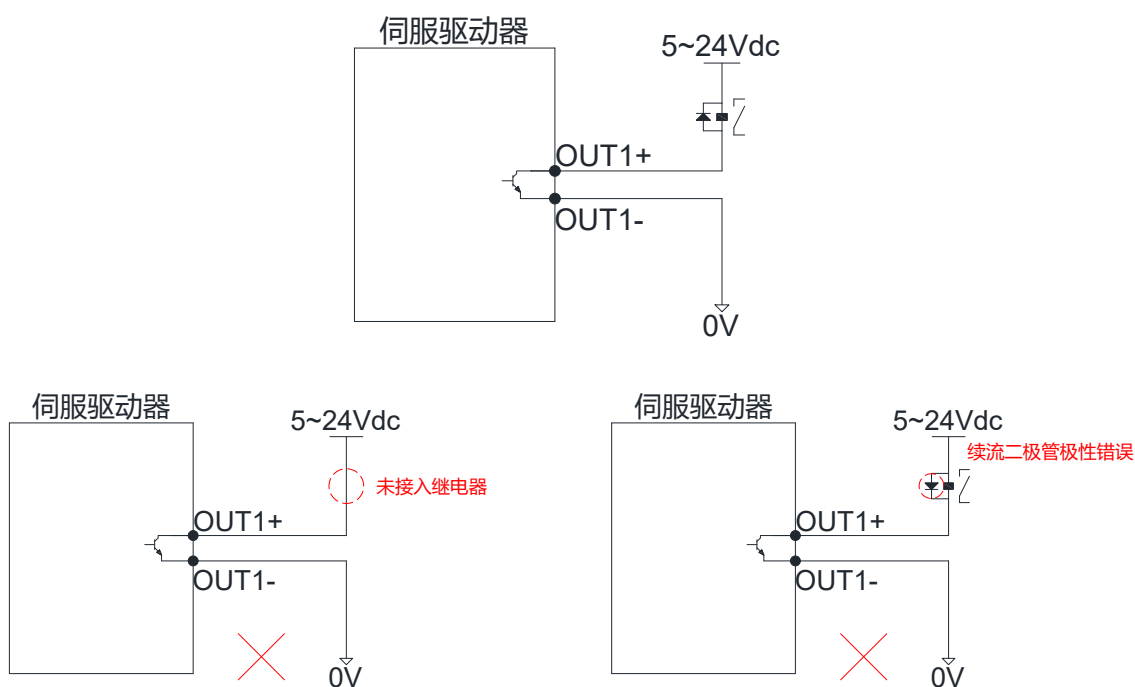 伺服驱动器
5~24Vdc
OUT1+
OUT1-
0V
伺服驱动器
5~24Vdc
未接入继电器
OUT1+
OUT1-
0V
伺服驱动器
5~24Vdc
续流二极管极性错误
OUT1+
OUT1-
0V